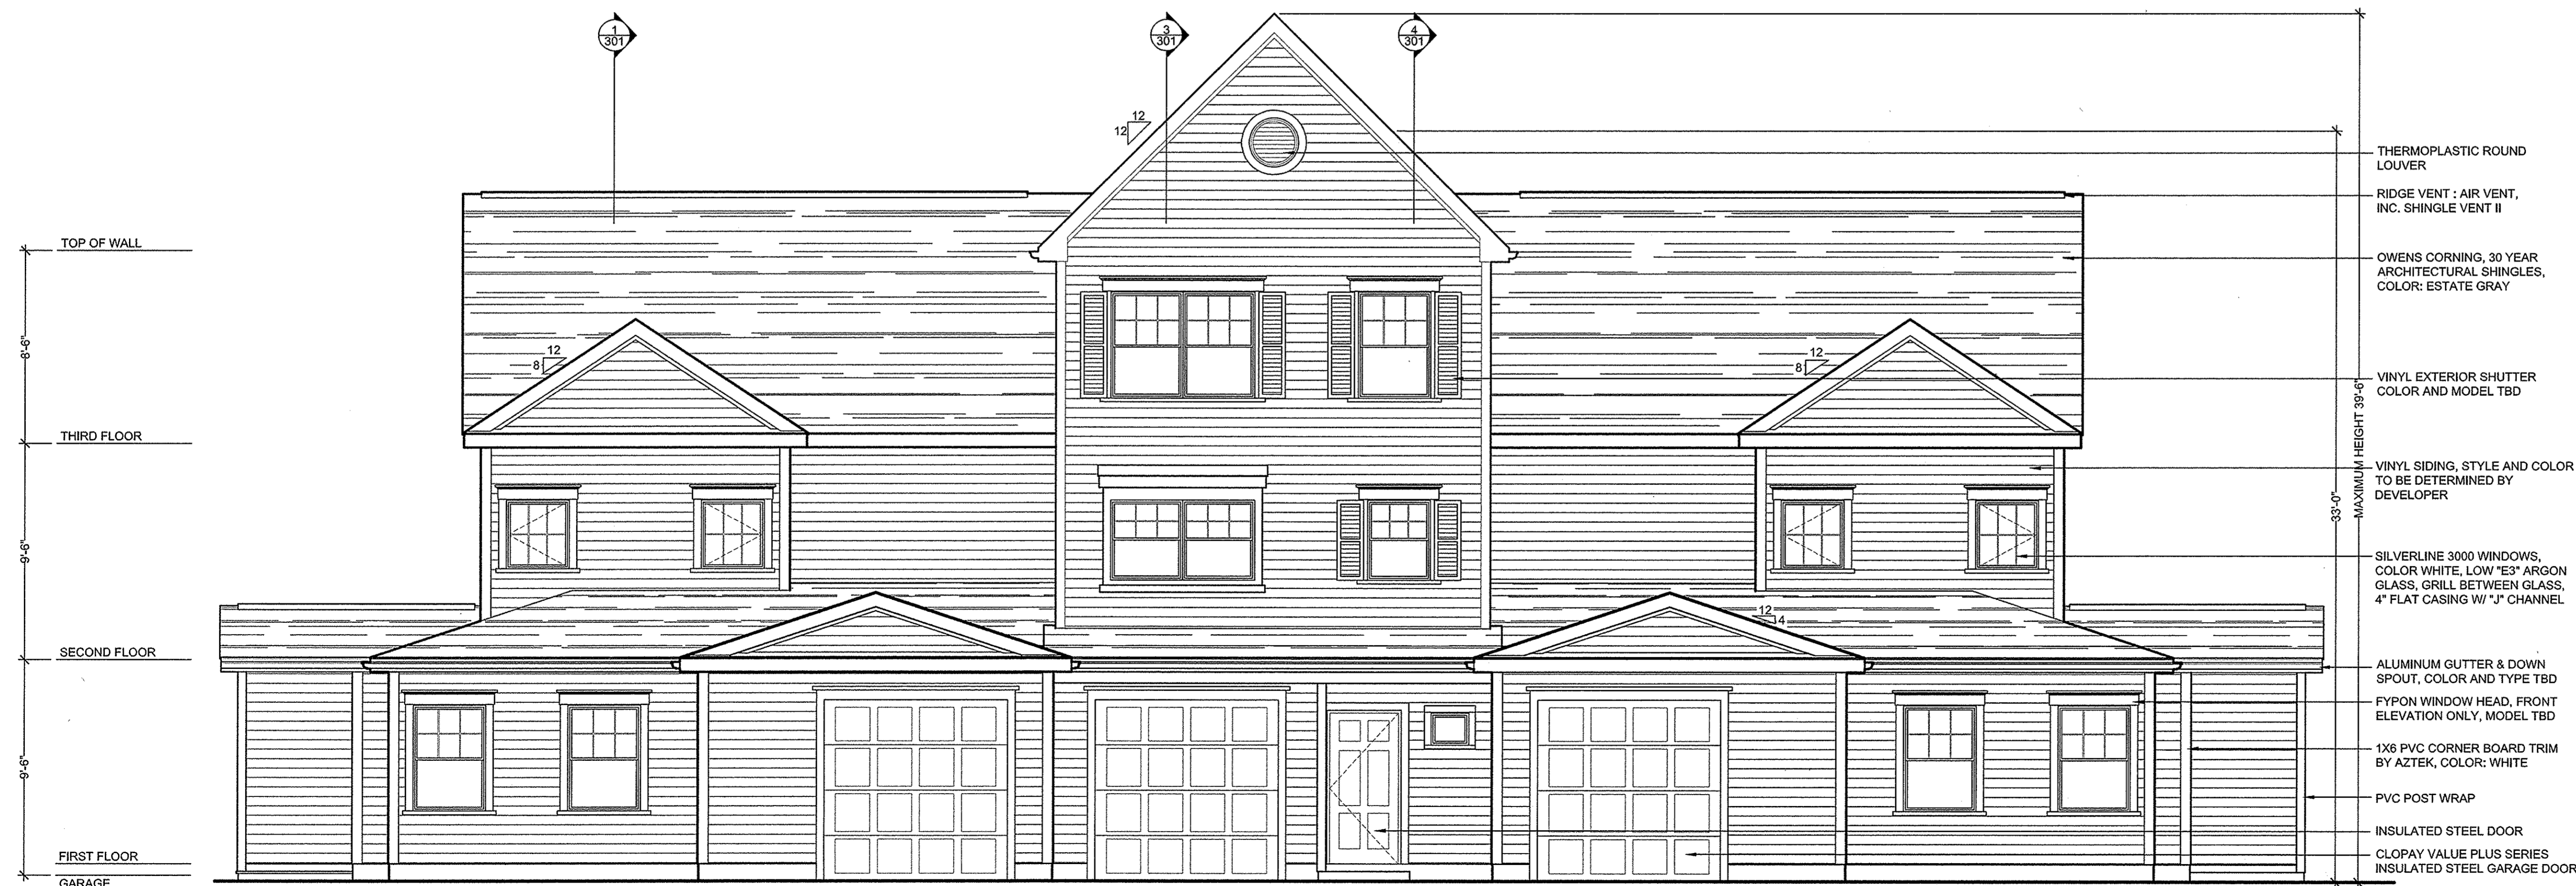 1
301
3
301
4
301
12
12
THERMOPLASTIC ROUND
LOUVER
RIDGE VENT : AIR VENT,
INC. SHINGLE VENT II
TOP OF WALL
OWENS CORNING, 30 YEAR
ARCHITECTURAL SHINGLES,
COLOR: ESTATE GRAY
8'-6"
12
8
12
8
VINYL EXTERIOR SHUTTER
COLOR AND MODEL TBD
MAXIMUM HEIGHT 39'-6"
THIRD FLOOR
VINYL SIDING, STYLE AND COLOR
TO BE DETERMINED BY
DEVELOPER
33'-0"
9'-6"
SILVERLINE 3000 WINDOWS,
COLOR WHITE, LOW "E3" ARGON
GLASS, GRILL BETWEEN GLASS,
4" FLAT CASING W/ "J" CHANNEL
12
4
SECOND FLOOR
ALUMINUM GUTTER & DOWN
SPOUT, COLOR AND TYPE TBD
FYPON WINDOW HEAD, FRONT
ELEVATION ONLY, MODEL TBD
9'-6"
1X6 PVC CORNER BOARD TRIM
BY AZTEK, COLOR: WHITE
PVC POST WRAP
INSULATED STEEL DOOR
FIRST FLOOR
CLOPAY VALUE PLUS SERIES
INSULATED STEEL GARAGE DOOR
GARAGE